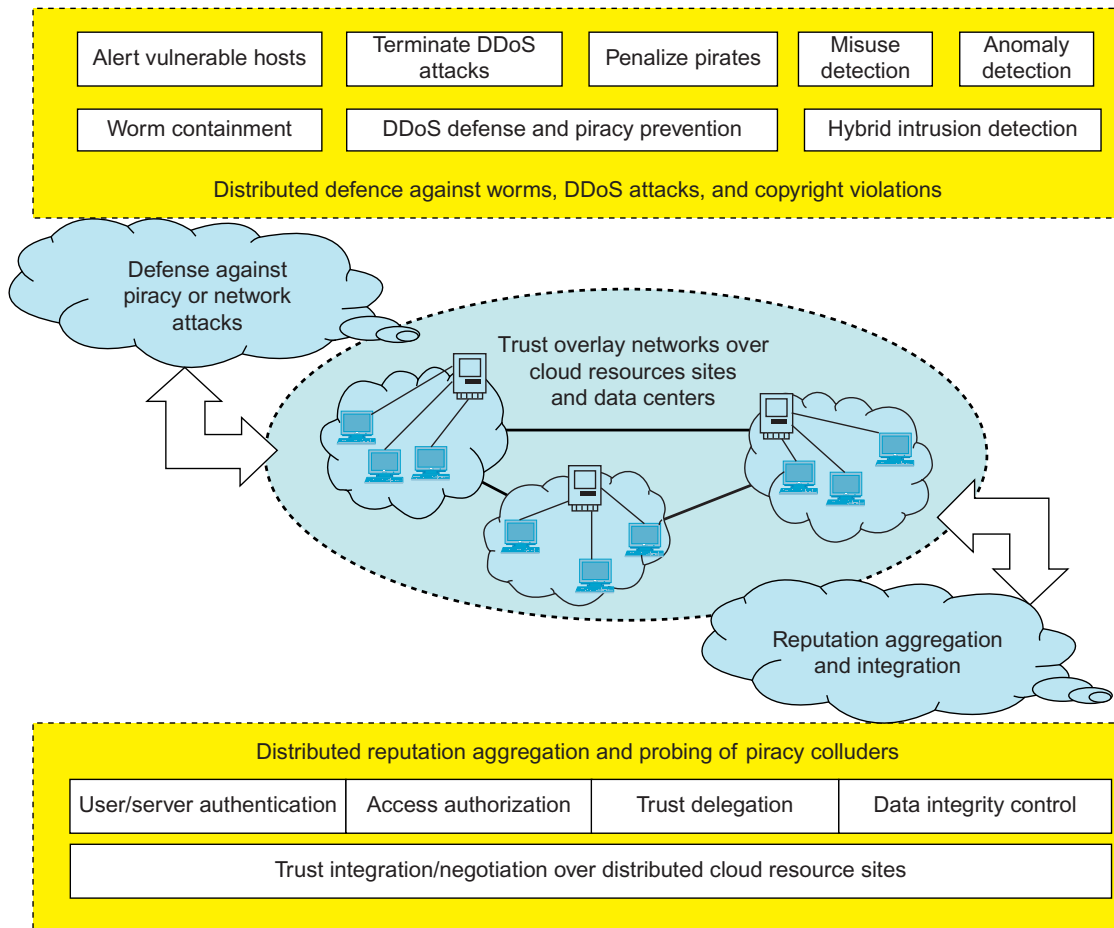 Alert vulnerable hosts
Terminate DDoS
attacks
Penalize pirates
Misuse
detection
Anomaly
detection
Worm containment
DDoS defense and piracy prevention
Hybrid intrusion detection
Distributed defence against worms, DDoS attacks, and copyright violations
Defense against
piracy or network
attacks
Trust overlay networks over
cloud resources sites
and data centers
Reputation aggregation
and integration
Distributed reputation aggregation and probing of piracy colluders
User/server authentication
Access authorization
Trust delegation
Data integrity control
Trust integration/negotiation over distributed cloud resource sites